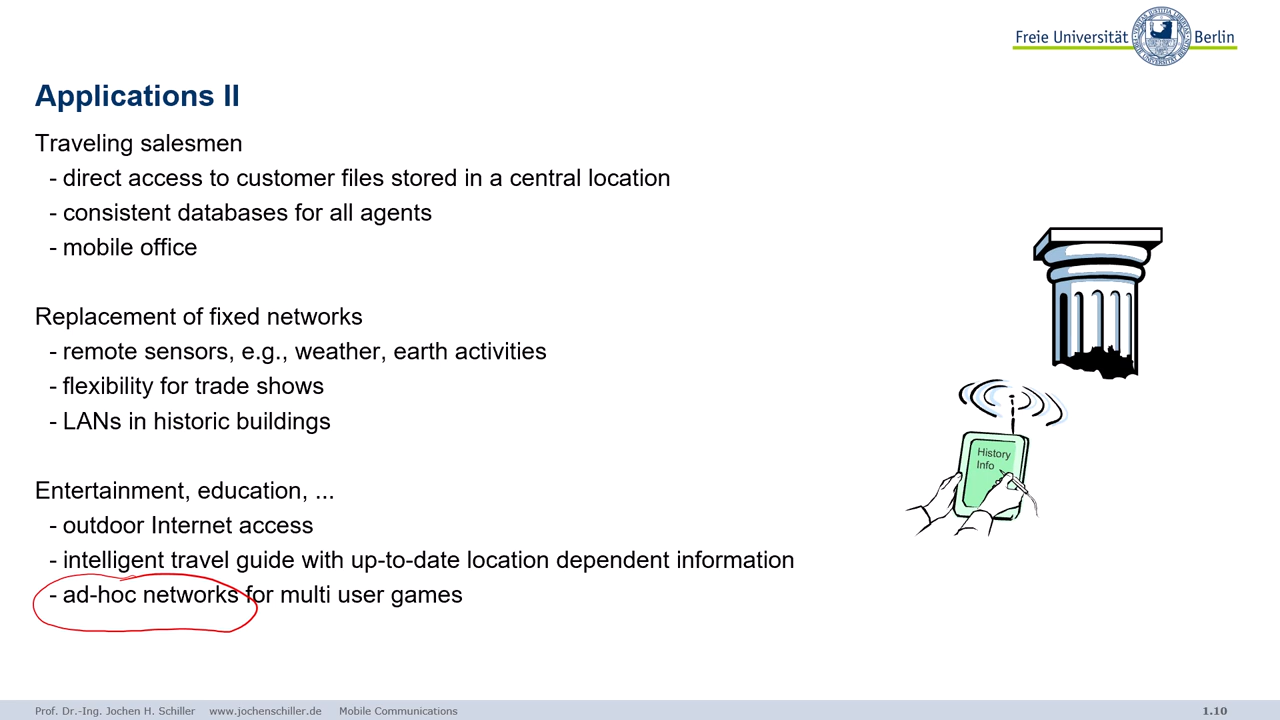 Freie Universität Berlin
Applications II
Traveling salesmen
- direct access to customer files stored in a central location
- consistent databases for all agents
- mobile office
Replacement of fixed networks
- remote sensors, e.g., weather, earth activities
- flexibility for trade shows
- LANs in historic buildings
History
Info
Entertainment, education, ...
- outdoor Internet access
- intelligent travel guide with up-to-date location dependent information
- ad-hoc networks for multi user games
Prof. Dr.-Ing. Jochen H. Schiller www.jochenschiller.de Mobile Communications 1.10